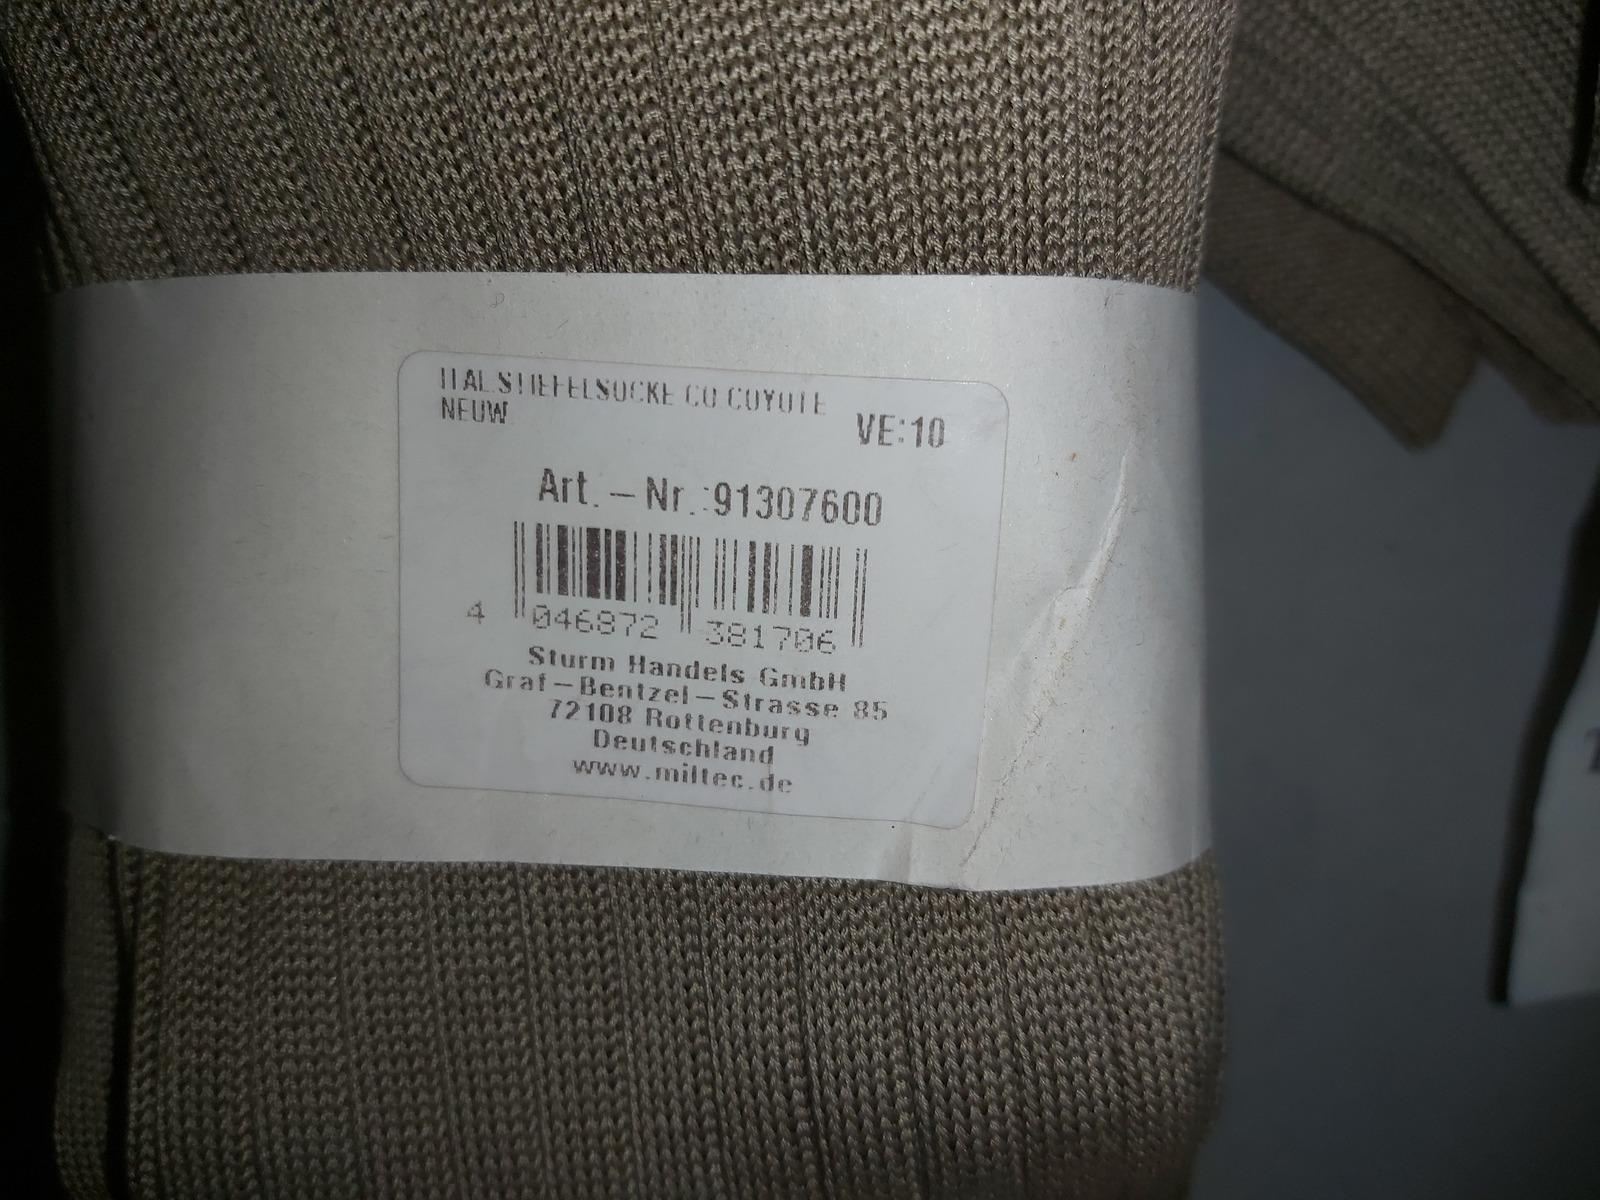 ITAL.STIEFELSOCKE CO COYOTE
NEUW
VE:10
Art.-Nr.:91307600
4 046872 381706
Sturm Handels GmbH
Graf-Bentzel-Strasse 85
72108 Rottenburg
Deutschland
www.miltec.de